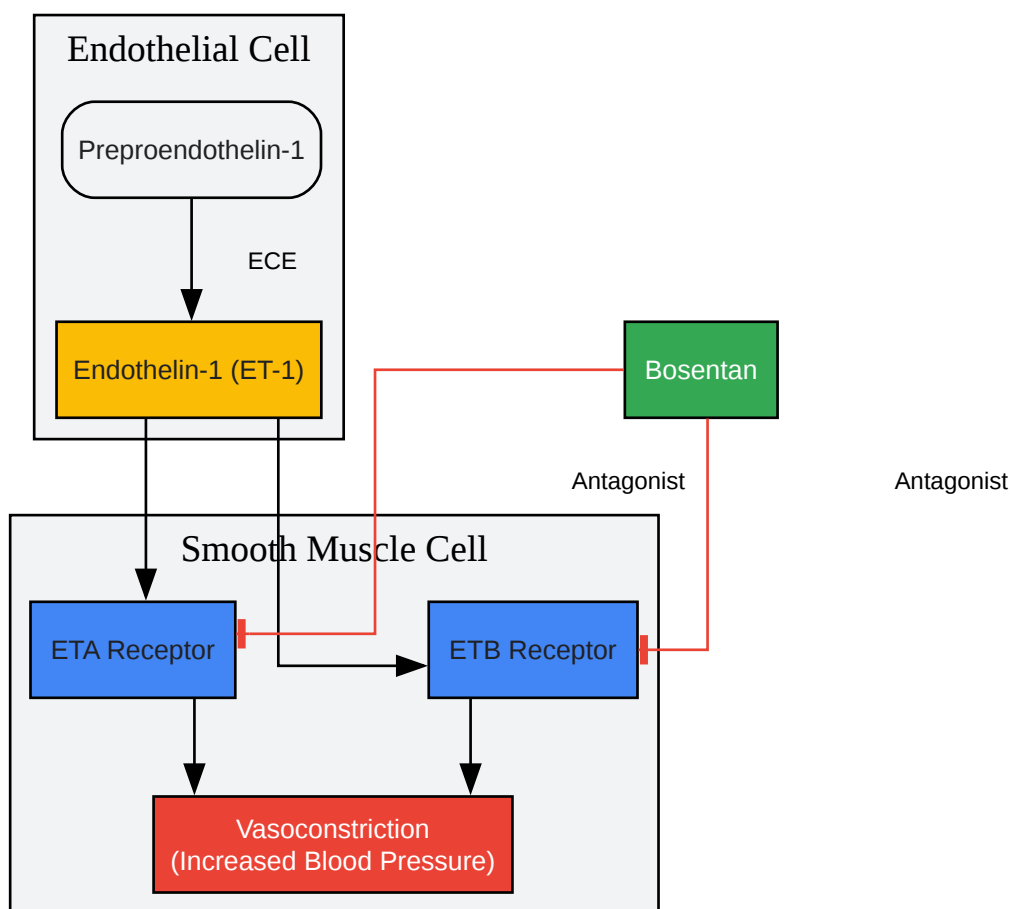 Endothelial Cell
Preproendothelin-1
ECE
Endothelin-1 (ET-1)
Bosentan
Antagonist
Antagonist
Smooth Muscle Cell
ETA Receptor
ETB Receptor
Vasoconstriction
(Increased Blood Pressure)